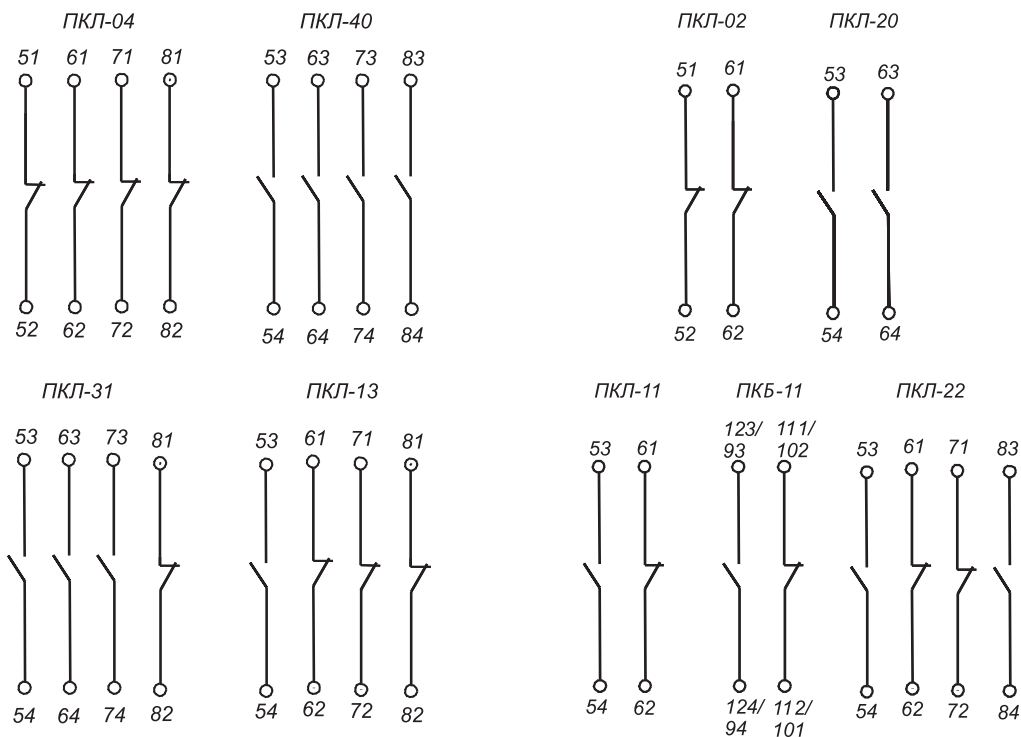 ПКЛ-04
51 61 71 81
52 62 72 82
ПКЛ-40
53 63 73 83
54 64 74 84
ПКЛ-02
51 61
52 62
ПКЛ-20
53 63
54 64
ПКЛ-31
53 63 73 81
54 64 74 82
ПКЛ-13
53 61 71 81
54 62 72 82
ПКЛ-11
53 61
54 62
ПКБ-11
123/ 111/
93 102
124/ 112/
94 101
ПКЛ-22
53 61 71 83
54 62 72 84